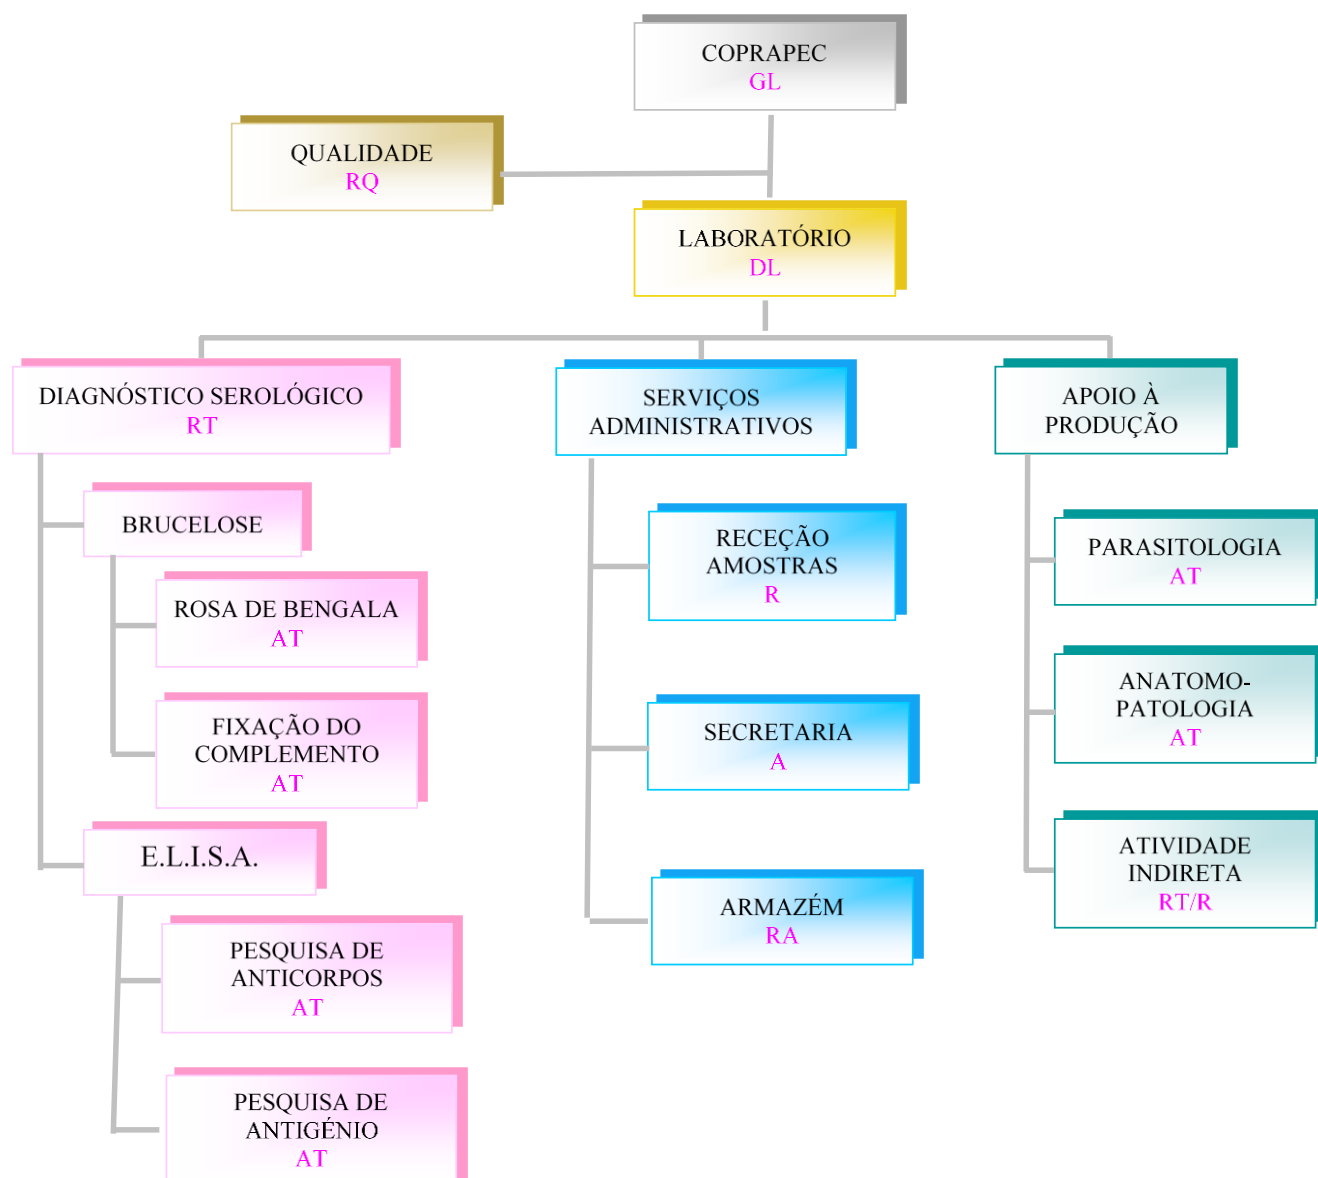 COPRAPEC
GL
QUALIDADE
RQ
LABORATÓRIO
DL
DIAGNÓSTICO SEROLÓGICO
RT
BRUCELOSE
ROSA DE BENGALA
AT
FIXAÇÃO DO
COMPLEMENTO
AT
E.L.I.S.A.
PESQUISA DE
ANTICORPOS
AT
PESQUISA DE
ANTIGÉNIO
AT
SERVIÇOS
ADMINISTRATIVOS
RECEÇÃO
AMOSTRAS
R
SECRETARIA
A
ARMAZÉM
RA
APOIO À
PRODUÇÃO
PARASITOLOGIA
AT
ANATOMO-
PATOLOGIA
AT
ATIVIDADE
INDIRETA
RT/R